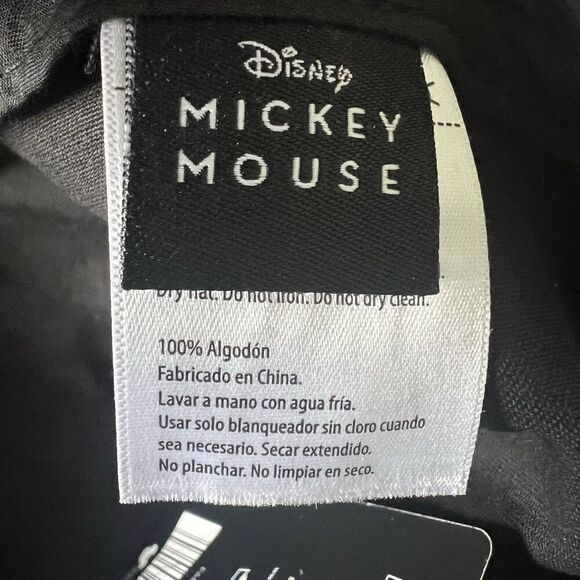 Disney
MICKEY
MOUSE
Dry flat. Do not iron. Do not dry clean.
100% Algodón
Fabricado en China.
Lavar a mano con agua fría.
Usar solo blanqueador sin cloro cuando
sea necesario. Secar extendido.
No planchar. No limpiar en seco.